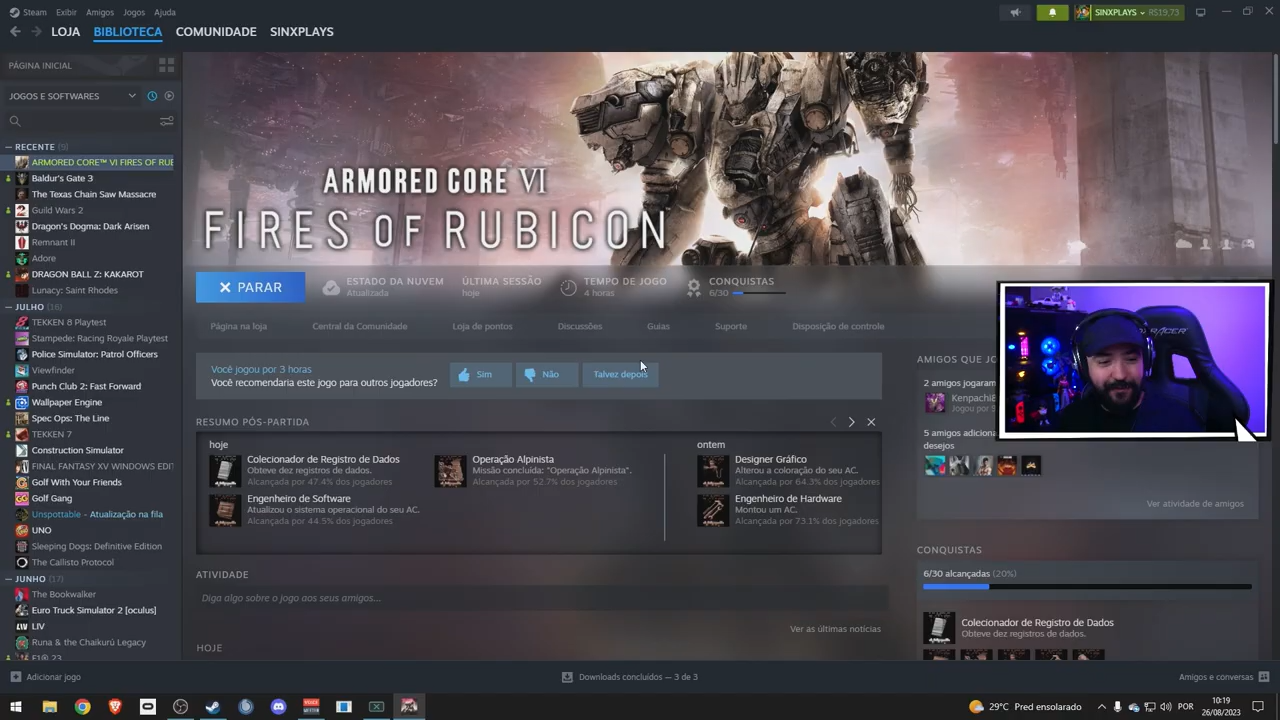 Steam Exibir Amigos Jogos Ajuda
SINXPLAYS R$19,73
LOJA BIBLIOTECA COMUNIDADE SINXPLAYS
PÁGINA INICIAL
JOGOS E SOFTWARES
RECENTE (9)
ARMORED CORE™ VI FIRES OF RUB
Baldur's Gate 3
The Texas Chain Saw Massacre
Guild Wars 2
Dragon's Dogma: Dark Arisen
Remnant II
Adore
DRAGON BALL Z: KAKAROT
Lunacy: Saint Rhodes
JULHO (16)
TEKKEN 8 Playtest
Stampede: Racing Royale Playtest
Police Simulator: Patrol Officers
Viewfinder
Punch Club 2: Fast Forward
Wallpaper Engine
Spec Ops: The Line
TEKKEN 7
Construction Simulator
FINAL FANTASY XV WINDOWS EDIT
Golf With Your Friends
Golf Gang
Unspottable - Atualização na fila
UNO
Sleeping Dogs: Definitive Edition
The Callisto Protocol
JUNHO (17)
The Bookwalker
Euro Truck Simulator 2 [oculus]
LIV
Runa & the Chaikurú Legacy
F1® 23
Adicionar jogo
ARMORED CORE VI
FIRES OF RUBICON™
PARAR
ESTADO DA NUVEM
Atualizada
ÚLTIMA SESSÃO
hoje
TEMPO DE JOGO
4 horas
CONQUISTAS
6/30
Página na loja Central da Comunidade Loja de pontos Discussões Guias Suporte Disposição de controle
Você jogou por 3 horas
Você recomendaria este jogo para outros jogadores?
Sim Não Talvez depois
RESUMO PÓS-PARTIDA
hoje
Colecionador de Registro de Dados
Obteve dez registros de dados.
Alcançada por 47.4% dos jogadores
Operação Alpinista
Missão concluída: "Operação Alpinista".
Alcançada por 52.7% dos jogadores
Engenheiro de Software
Atualizou o sistema operacional do seu AC.
Alcançada por 44.5% dos jogadores
ontem
Designer Gráfico
Alterou a coloração do seu AC.
Alcançada por 64.3% dos jogadores
Engenheiro de Hardware
Montou um AC.
Alcançada por 73.1% dos jogadores
ATIVIDADE
Diga algo sobre o jogo aos seus amigos...
Ver as últimas notícias
HOJE
AMIGOS QUE JO
2 amigos jogaram
Kenpachi8
Jogou por S
5 amigos adiciona
desejos
RACER
Ver atividade de amigos
CONQUISTAS
6/30 alcançadas (20%)
Colecionador de Registro de Dados
Obteve dez registros de dados.
Downloads concluídos — 3 de 3
Amigos e conversas
29°C Pred ensolarado
POR
10:19
26/08/2023